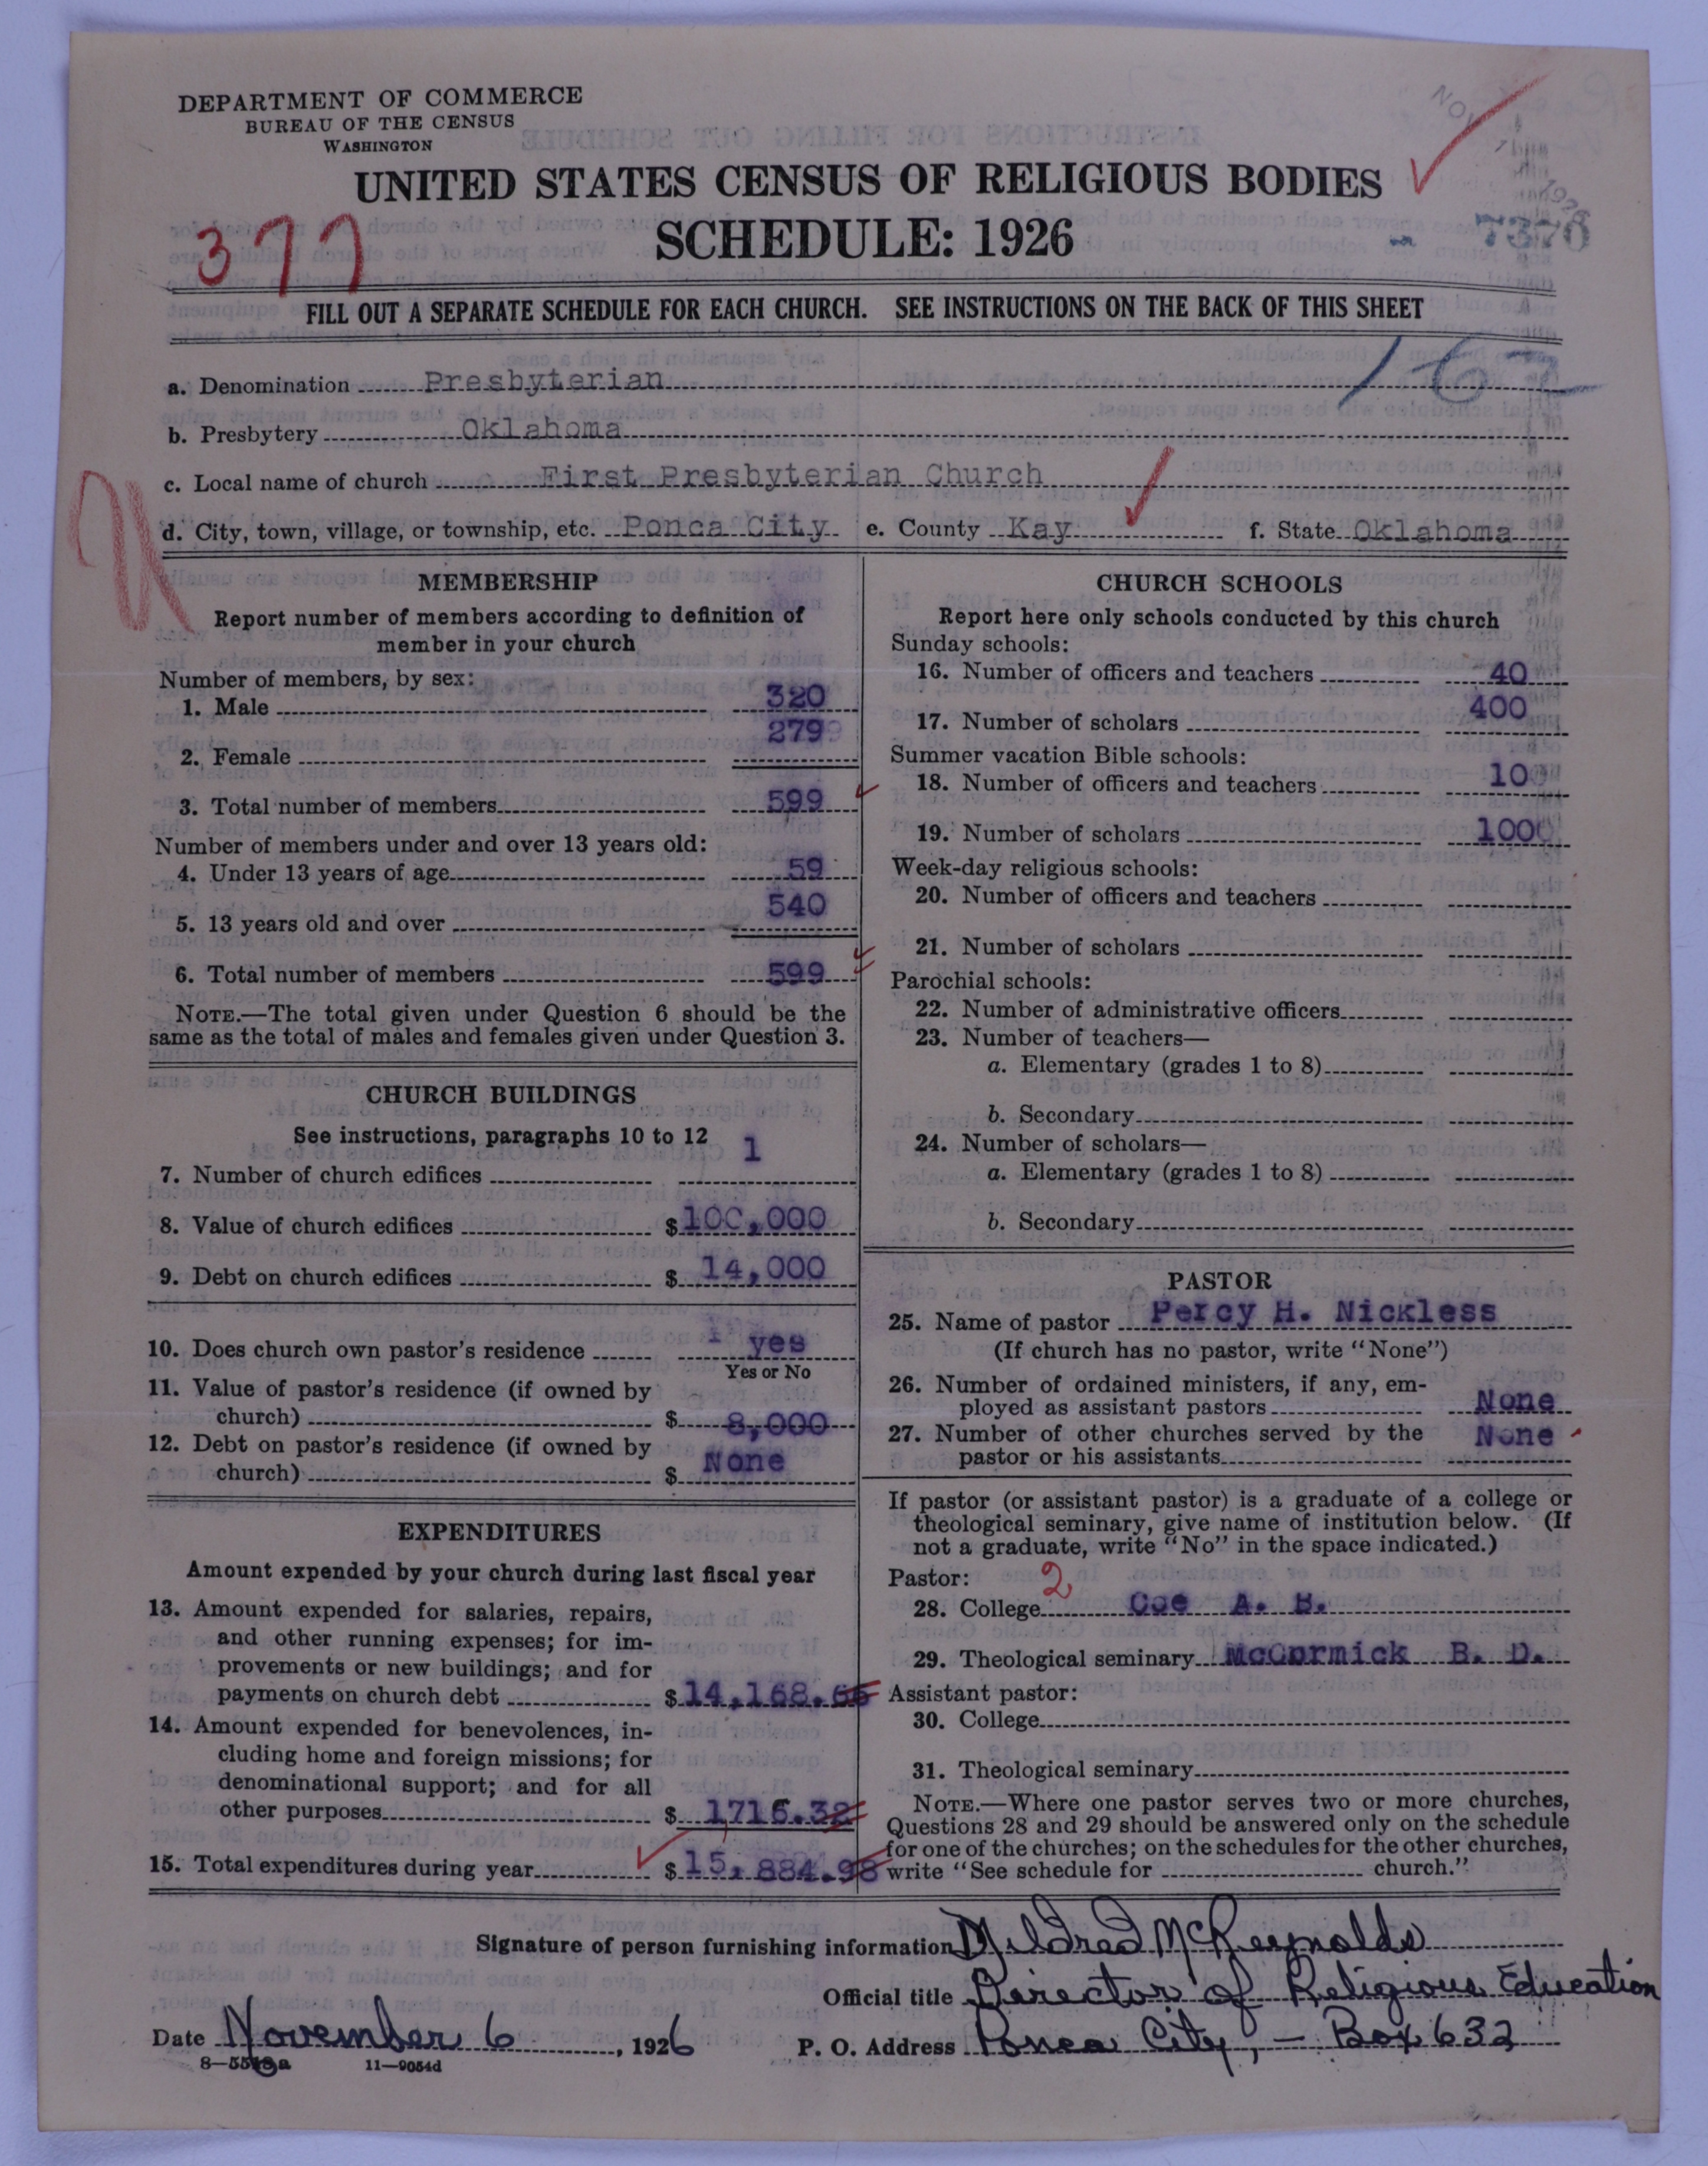 DEPARTMENT OF COMMERCE
BUREAU OF THE CENSUS
WASHINGTON
UNITED STATES CENSUS OF RELIGIOUS BODIES
SCHEDULE: 1926
377
7376
FILL OUT A SEPARATE SCHEDULE FOR EACH CHURCH. SEE INSTRUCTIONS ON THE BACK OF THIS SHEET
162
a. Denomination Presbyterian
b. Presbytery Oklahoma
c. Local name of church First Presbyterian Church
d. City, town, village, or township, etc. Ponca City e. County Kay f. State Oklahoma
MEMBERSHIP
Report number of members according to definition of
member in your church
Number of members, by sex:
1. Male 320
2. Female 279
3. Total number of members 599
Number of members under and over 13 years old:
4. Under 13 years of age 59
5. 13 years old and over 540
6. Total number of members 599
NOTE.—The total given under Question 6 should be the
same as the total of males and females given under Question 3.
CHURCH BUILDINGS
See instructions, paragraphs 10 to 12
7. Number of church edifices 1
8. Value of church edifices $100,000
9. Debt on church edifices $ 14,000
10. Does church own pastor's residence yes
Yes or No
11. Value of pastor's residence (if owned by
church) $ 8,000
12. Debt on pastor's residence (if owned by
church) $ None
EXPENDITURES
Amount expended by your church during last fiscal year
13. Amount expended for salaries, repairs,
and other running expenses; for im-
provements or new buildings; and for
payments on church debt $14,168.66
14. Amount expended for benevolences, in-
cluding home and foreign missions; for
denominational support; and for all
other purposes $ 1716.32
15. Total expenditures during year $15,884.98
CHURCH SCHOOLS
Report here only schools conducted by this church
Sunday schools:
16. Number of officers and teachers 40
17. Number of scholars 400
Summer vacation Bible schools:
18. Number of officers and teachers 10
19. Number of scholars 100
Week-day religious schools:
20. Number of officers and teachers
21. Number of scholars
Parochial schools:
22. Number of administrative officers
23. Number of teachers—
a. Elementary (grades 1 to 8)
b. Secondary
24. Number of scholars—
a. Elementary (grades 1 to 8)
b. Secondary
PASTOR
25. Name of pastor Percy H. Nickless
(If church has no pastor, write "None")
26. Number of ordained ministers, if any, em-
ployed as assistant pastors None
27. Number of other churches served by the
pastor or his assistants None
If pastor (or assistant pastor) is a graduate of a college or
theological seminary, give name of institution below. (If
not a graduate, write "No" in the space indicated.)
Pastor: 2
28. College Coe A. B.
29. Theological seminary McCormick B. D.
Assistant pastor:
30. College
31. Theological seminary
NOTE.—Where one pastor serves two or more churches,
Questions 28 and 29 should be answered only on the schedule
for one of the churches; on the schedules for the other churches,
write "See schedule for church."
Signature of person furnishing information Mildred McReynolds
Official title Director of Religious Education
Date November 6, 1926 P. O. Address Ponca City, — Box 632
11—9054d